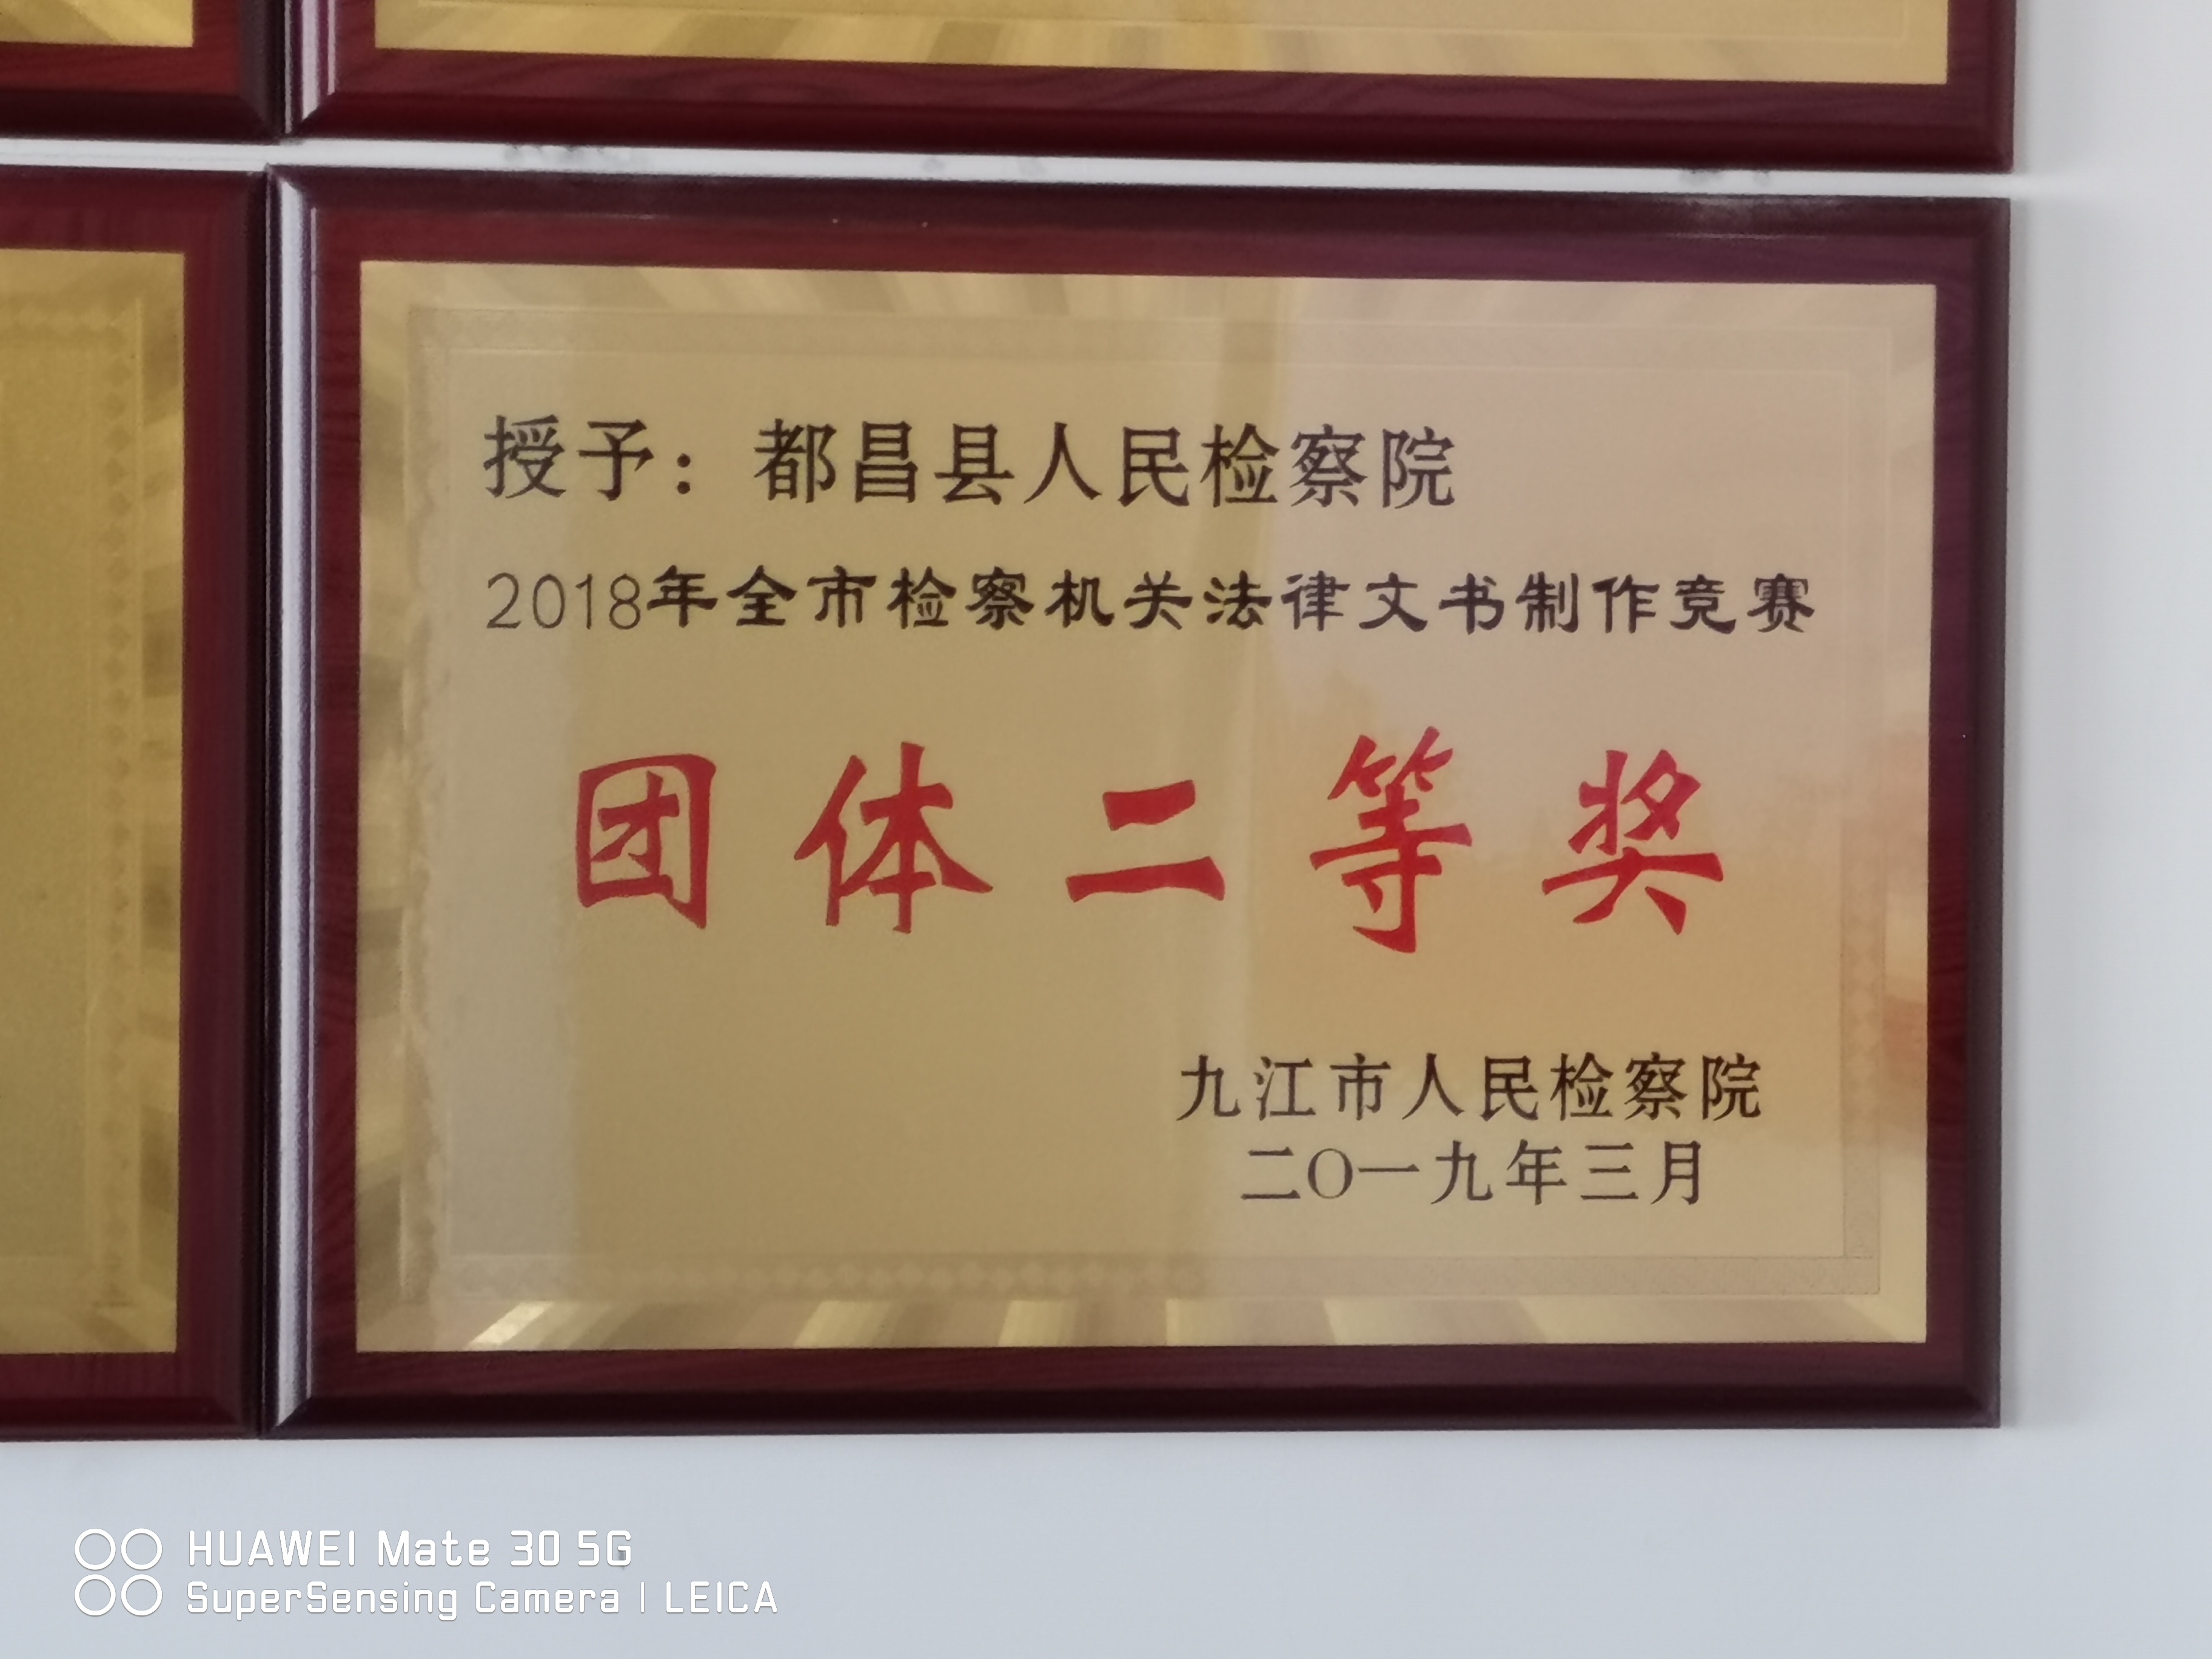 授予：都昌县人民检察院
2018年全市检察机关法律文书制作竞赛
团体二等奖
九江市人民检察院
二〇一九年三月
HUAWEI Mate 30 5G
SuperSensing Camera | LEICA